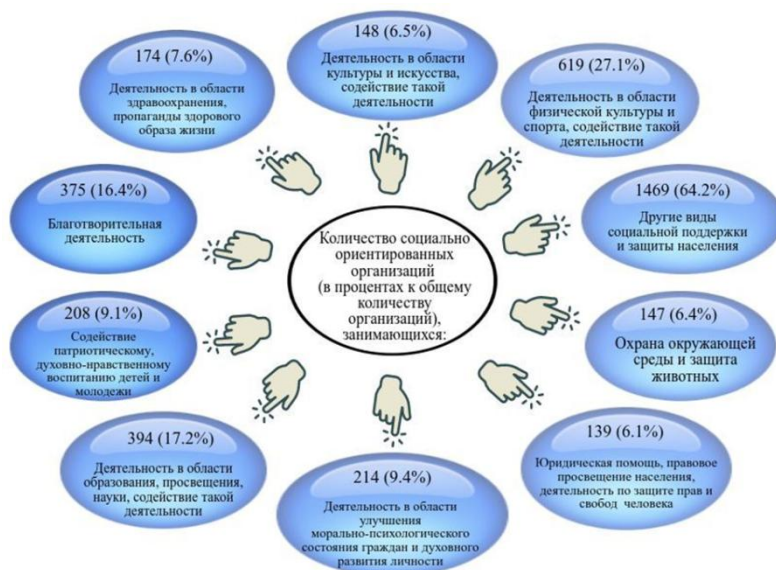 148 (6.5%)
Деятельность в области
культуры и искусства,
содействие такой
деятельности
619 (27.1%)
Деятельность в области
физической культуры и
спорта, содействие такой
деятельности
1469 (64.2%)
Другие виды
социальной поддержки
и защиты населения
147 (6.4%)
Охрана окружающей
среды и защита
животных
139 (6.1%)
Юридическая помощь, правовое
просвещение населения,
деятельность по защите прав и
свобод человека
214 (9.4%)
Деятельность в области
улучшения
морально-психологического
состояния граждан и духовного
развития личности
394 (17.2%)
Деятельность в области
образования, просвещения,
науки, содействие такой
деятельности
208 (9.1%)
Содействие
патриотическому,
духовно-нравственному
воспитанию детей и
молодежи
375 (16.4%)
Благотворительная
деятельность
174 (7.6%)
Деятельность в области
здравоохранения,
пропаганды здорового
образа жизни
Количество социально
ориентированных
организаций
(в процентах к общему
количеству
организаций),
занимающихся: